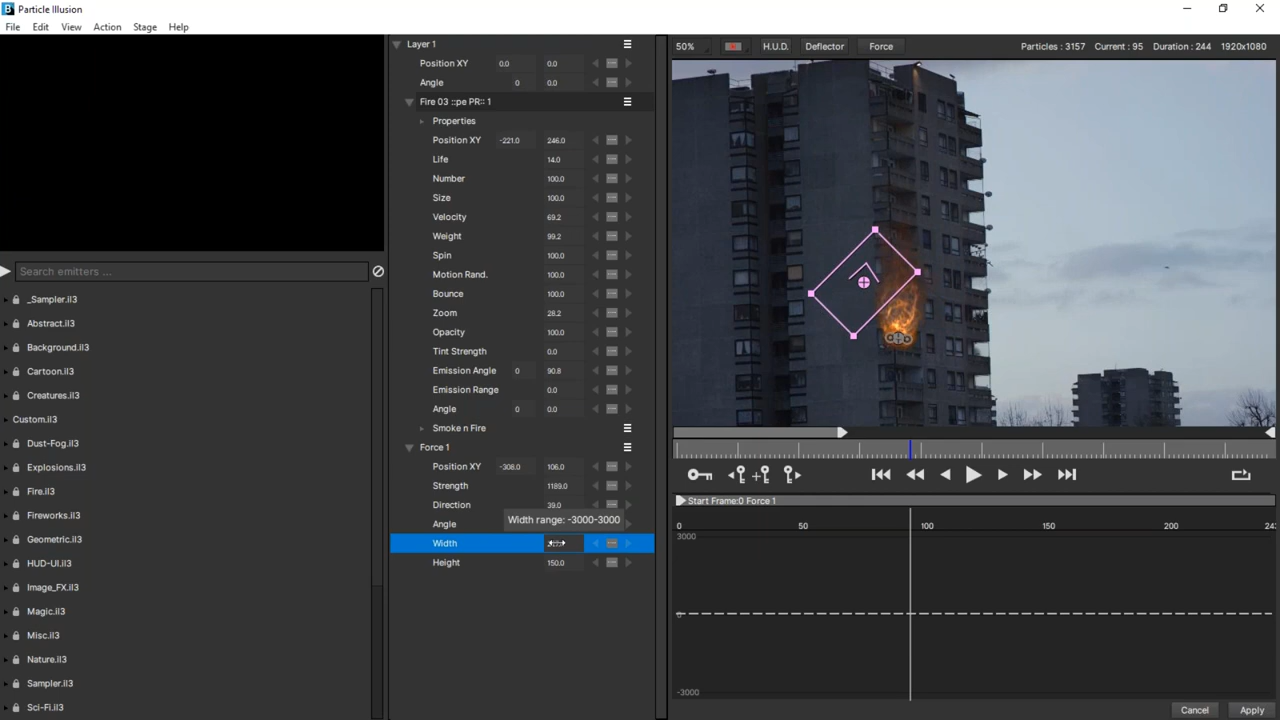 Particle Illusion
File Edit View Action Stage Help
Layer 1
Position XY 0.0 0.0
Angle 0 0.0
Fire 03 ::pe PR:: 1
Properties
Position XY -221.0 246.0
Life 14.0
Number 100.0
Size 100.0
Velocity 69.2
Weight 99.2
Spin 100.0
Motion Rand. 100.0
Bounce 100.0
Zoom 28.2
Opacity 100.0
Tint Strength 0.0
Emission Angle 0 90.8
Emission Range 0.0
Angle 0 0.0
Smoke n Fire
Force 1
Position XY -308.0 106.0
Strength 1189.0
Direction 39.0
Angle
Width range: -3000-3000
Width
Height 150.0
Search emitters ...
_Sampler.il3
Abstract.il3
Background.il3
Cartoon.il3
Creatures.il3
Custom.il3
Dust-Fog.il3
Explosions.il3
Fire.il3
Fireworks.il3
Geometric.il3
HUD-UI.il3
Image_FX.il3
Magic.il3
Misc.il3
Nature.il3
Sampler.il3
Sci-Fi.il3
50% H.U.D. Deflector Force Particles : 3157 Current : 95 Duration : 244 1920x1080
Start Frame:0 Force 1
0 50 100 150 200
3000
0
-3000
Cancel Apply